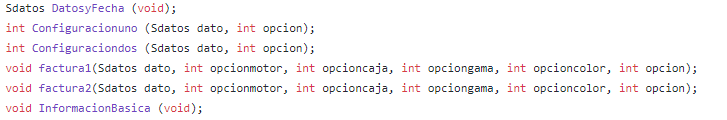 Sdatos DatosyFecha (void);
int Configuracionuno (Sdatos dato, int opcion);
int Configuraciondos (Sdatos dato, int opcion);
void factura1(Sdatos dato, int opcionmotor, int opcioncaja, int opciongama, int opcioncolor, int opcion);
void factura2(Sdatos dato, int opcionmotor, int opcioncaja, int opciongama, int opcioncolor, int opcion);
void InformacionBasica (void);